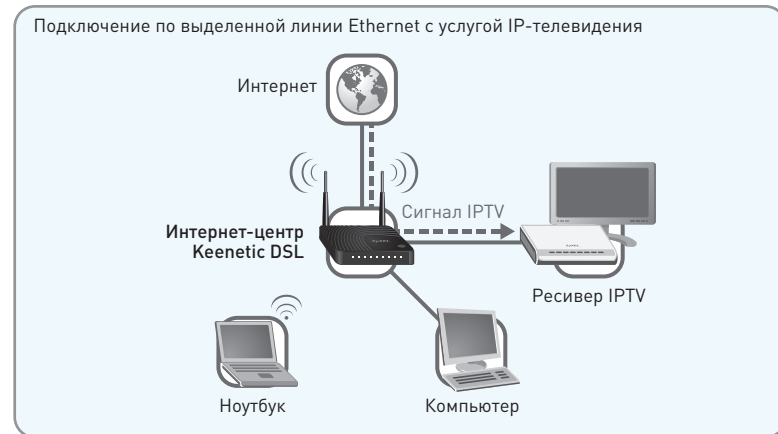 Подключение по выделенной линии Ethernet с услугой IP-телевидения
Интернет
Сигнал IPTV
Интернет-центр
Keenetic DSL
Ресивер IPTV
Ноутбук
Компьютер